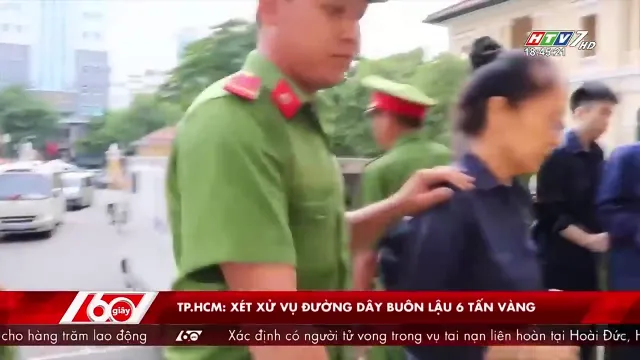 HTV7 HD
18:45:21
60 giây
TP.HCM: XÉT XỬ VỤ ĐƯỜNG DÂY BUÔN LẬU 6 TẤN VÀNG
cho hàng trăm lao động 60 Xác định có người tử vong trong vụ tai nạn liên hoàn tại Hoài Đức, H